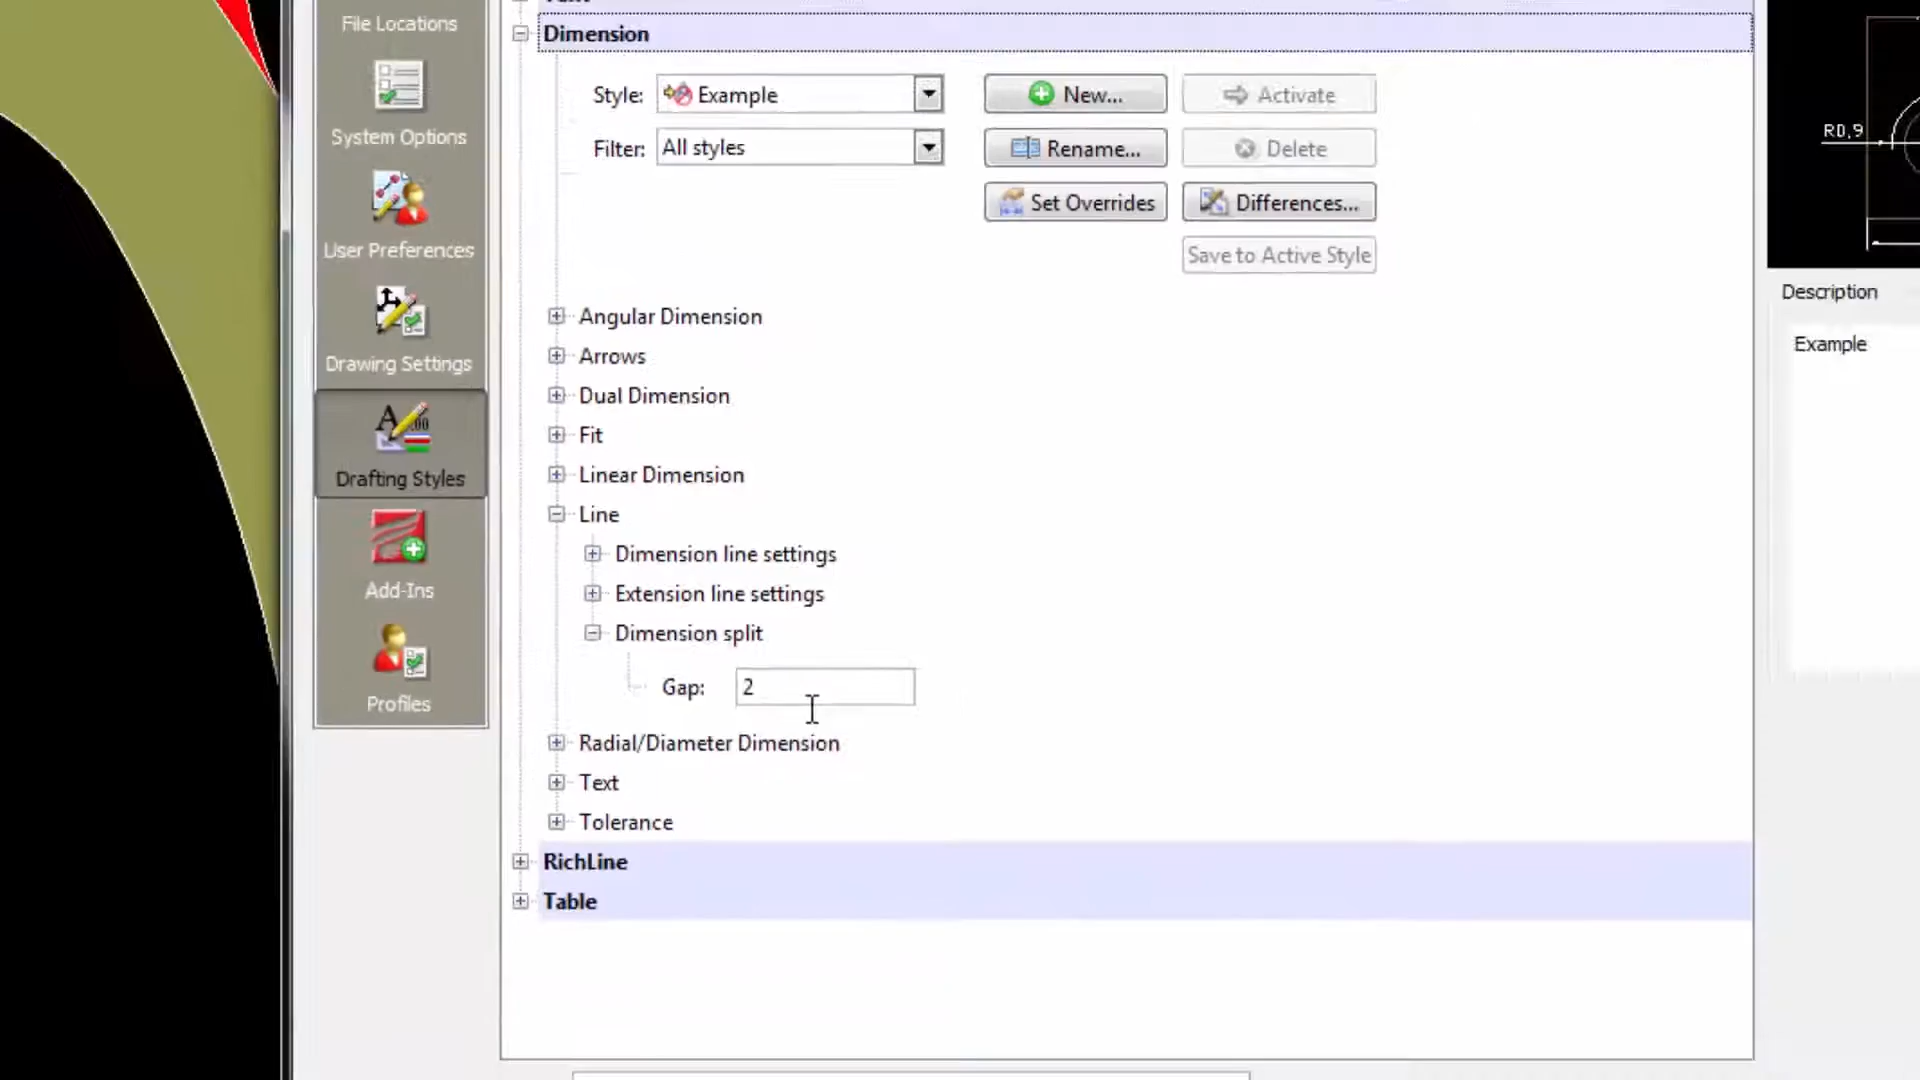 File Locations
System Options
User Preferences
Drawing Settings
Drafting Styles
Add-Ins
Profiles
Dimension
Style: Example
New...
Activate
Filter: All styles
Rename...
Delete
Set Overrides
Differences...
Save to Active Style
Angular Dimension
Arrows
Dual Dimension
Fit
Linear Dimension
Line
Dimension line settings
Extension line settings
Dimension split
Gap: 2
Radial/Diameter Dimension
Text
Tolerance
RichLine
Table
R0,9
Description
Example